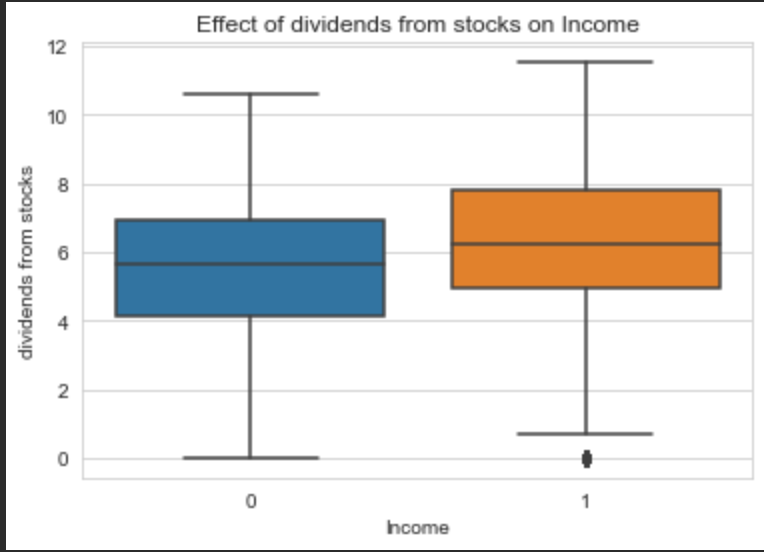 Effect of dividends from stocks on Income
12
10
8
6
4
2
0
dividends from stocks
0 1
Income